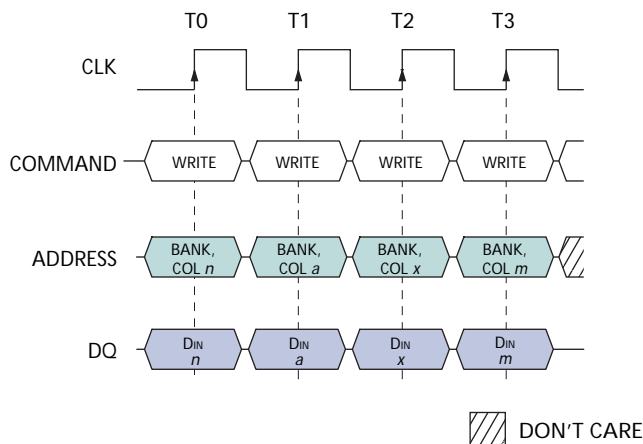 T0 T1 T2 T3
CLK
COMMAND WRITE WRITE WRITE WRITE
ADDRESS BANK, COL n BANK, COL a BANK, COL x BANK, COL m
DQ DIN n DIN a DIN x DIN m
DON'T CARE